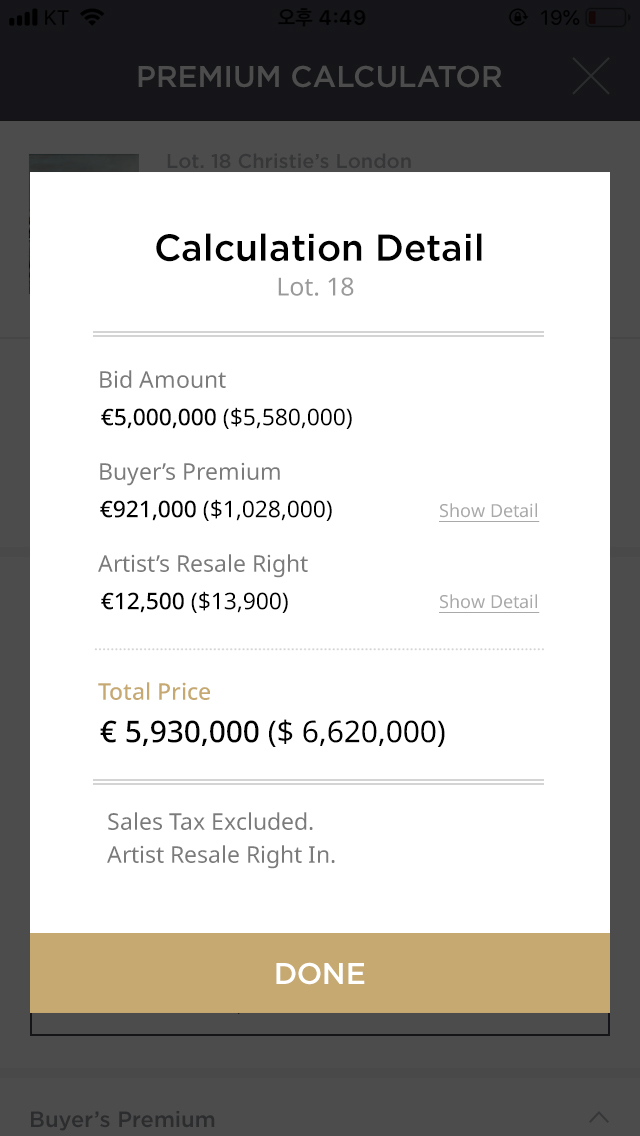 KT 오후 4:49 19%
PREMIUM CALCULATOR
Lot. 18 Christie's London
Calculation Detail
Lot. 18
Bid Amount
€5,000,000 ($5,580,000)
Buyer's Premium
€921,000 ($1,028,000) Show Detail
Artist's Resale Right
€12,500 ($13,900) Show Detail
Total Price
€ 5,930,000 ($ 6,620,000)
Sales Tax Excluded.
Artist Resale Right In.
DONE
Buyer's Premium